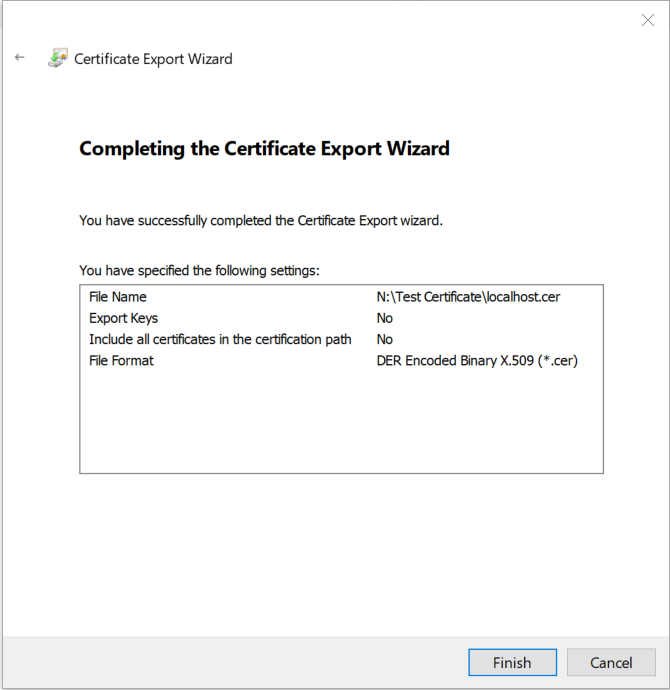 Certificate Export Wizard
Completing the Certificate Export Wizard
You have successfully completed the Certificate Export wizard.
You have specified the following settings:
File Name N:\Test Certificate\localhost.cer
Export Keys No
Include all certificates in the certification path No
File Format DER Encoded Binary X.509 (*.cer)
Finish Cancel